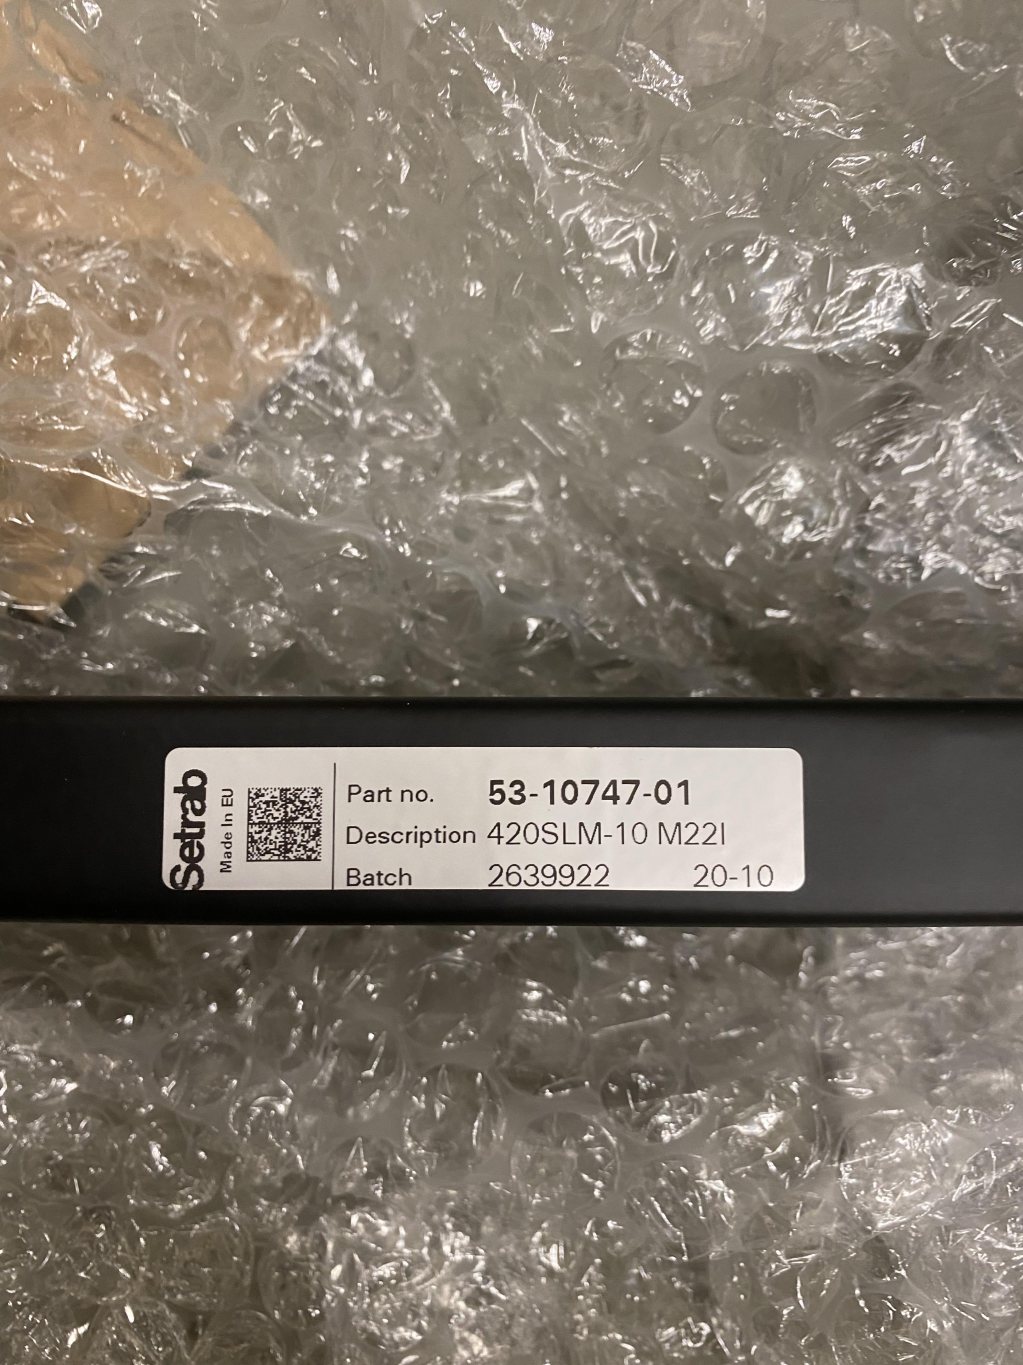 Setrab
Made In EU
Part no. 53-10747-01
Description 420SLM-10 M22I
Batch 2639922 20-10